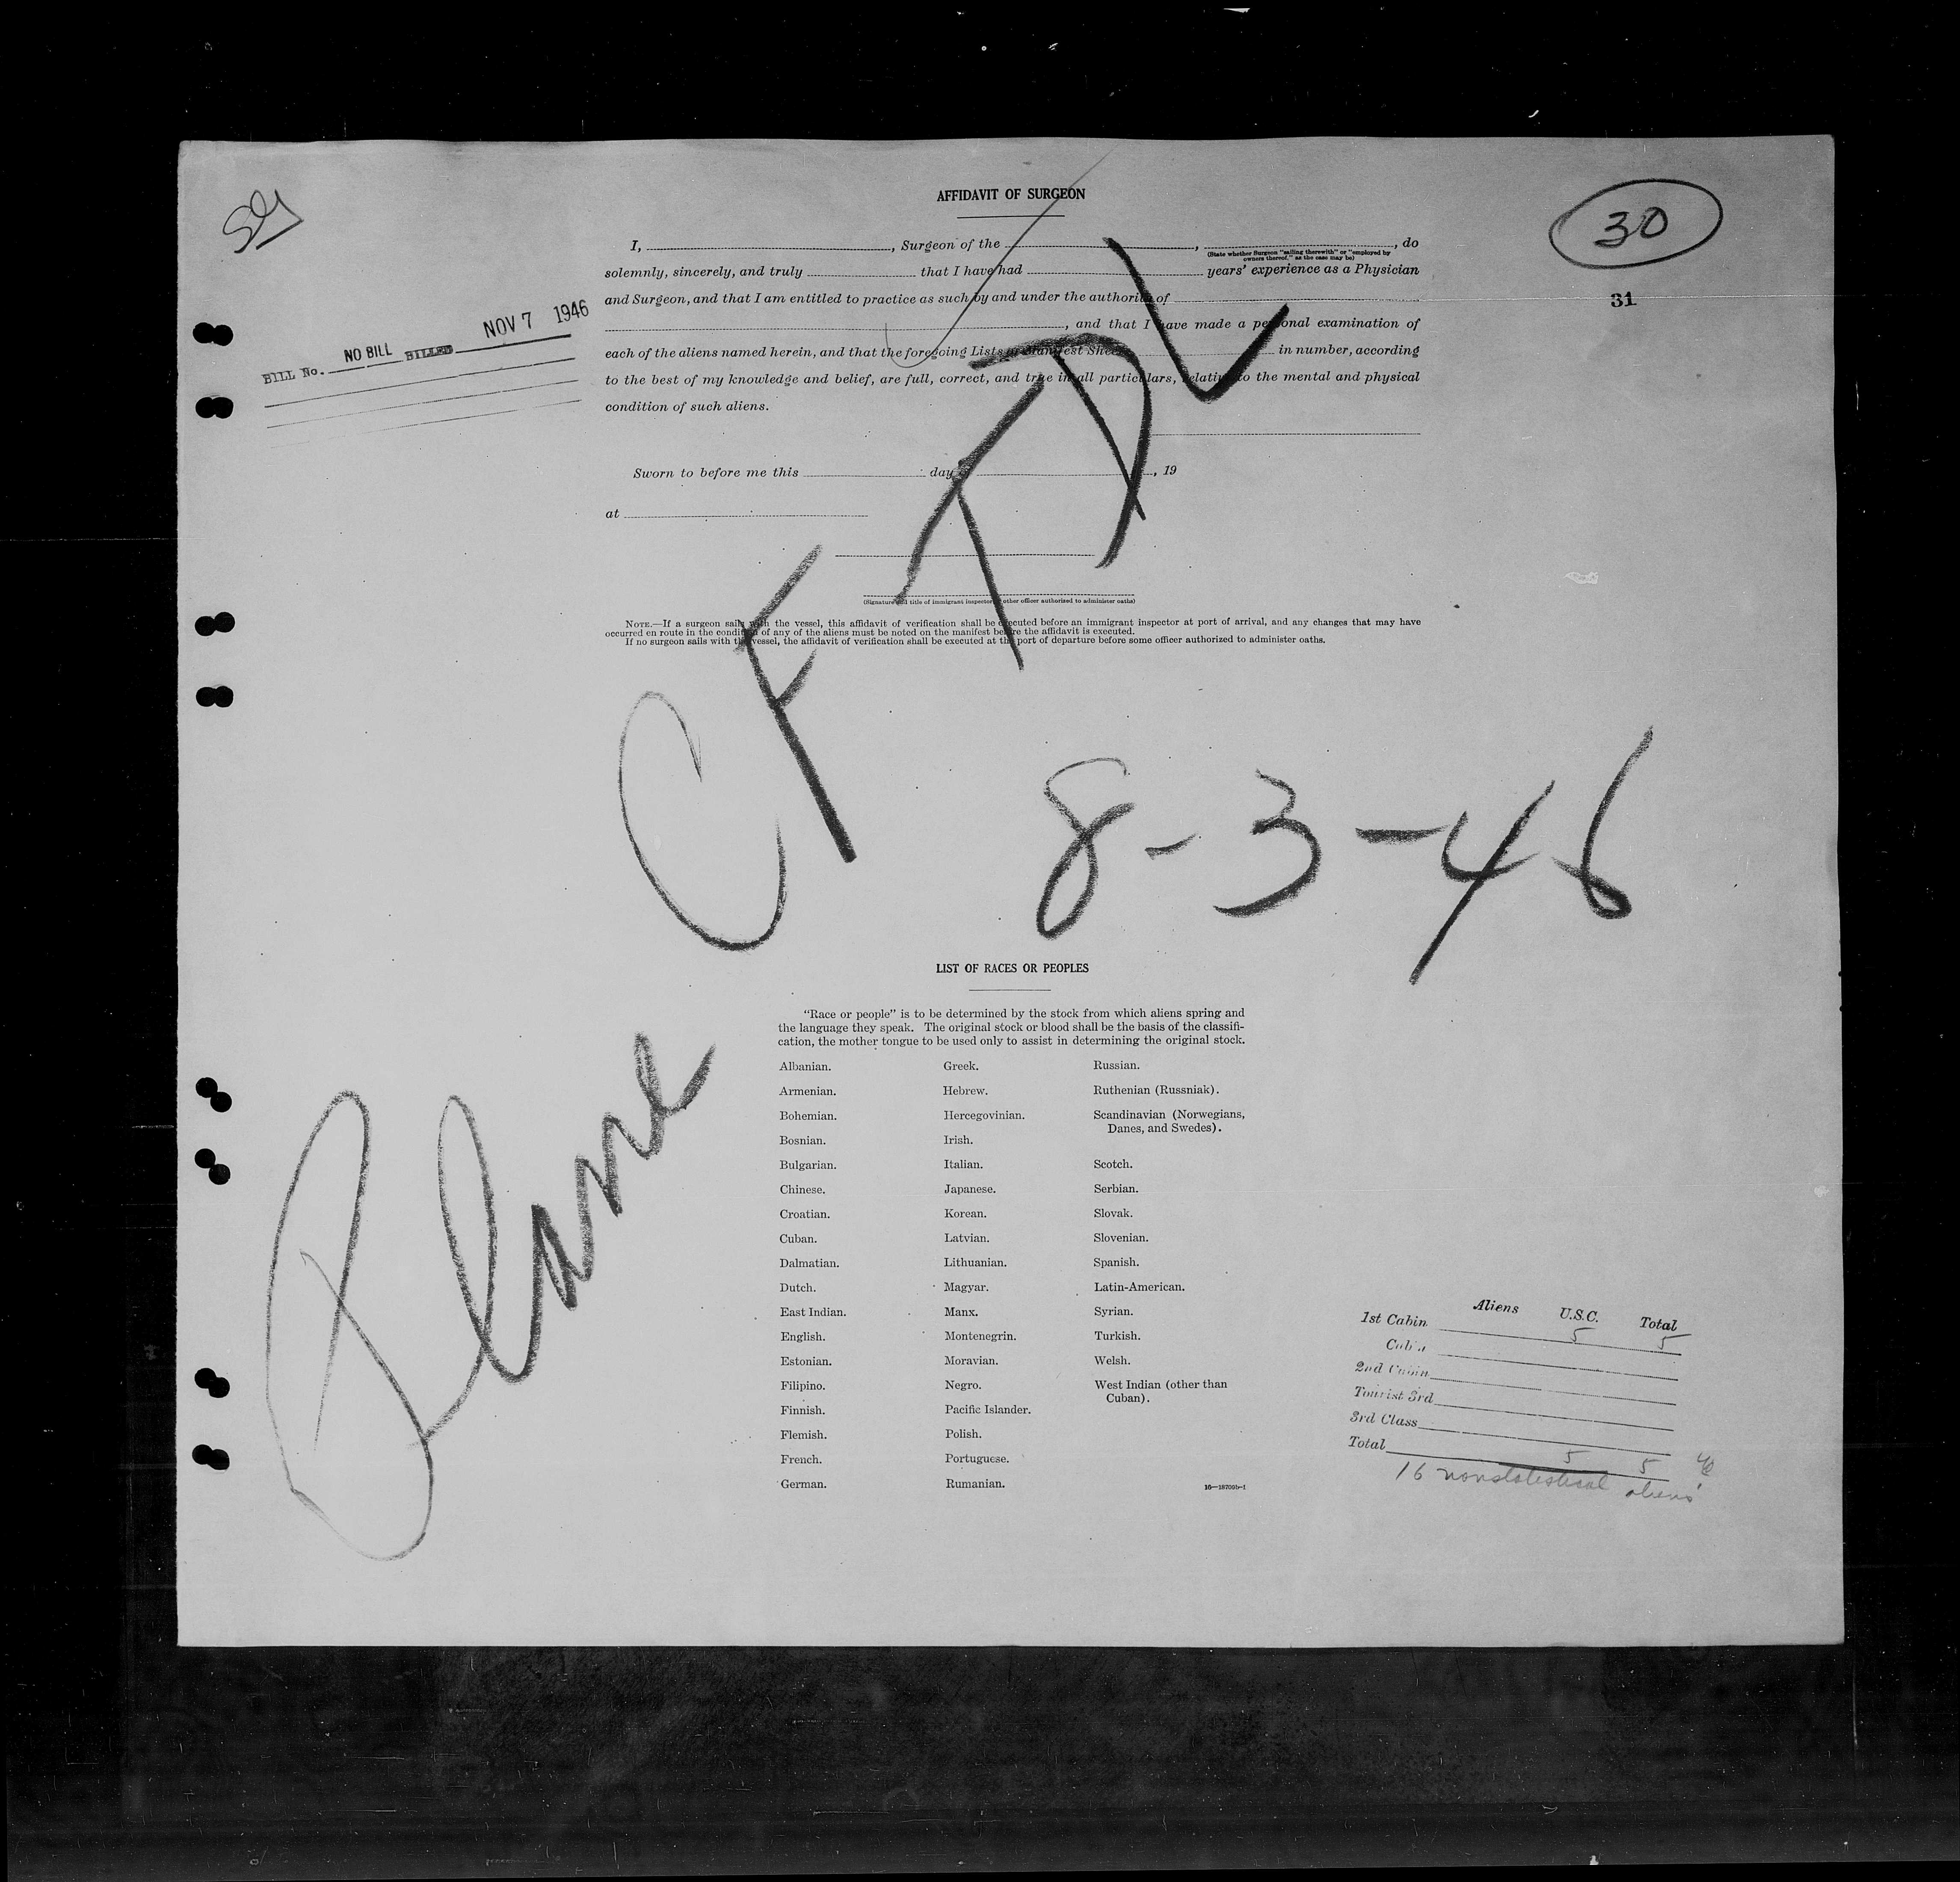 AFFIDAVIT OF SURGEON
30
31
I, , Surgeon of the , , do
(State whether Surgeon "sailing therewith" or "employed by
owners thereof," as the case may be)
solemnly, sincerely, and truly that I have had years' experience as a Physician
and Surgeon, and that I am entitled to practice as such by and under the authority of
, and that I have made a personal examination of
each of the aliens named herein, and that the foregoing Lists or Manifest Sheets in number, according
to the best of my knowledge and belief, are full, correct, and true in all particulars, relative to the mental and physical
condition of such aliens.
BILL No. NO BILL BILLED NOV 7 1946
Sworn to before me this day of , 19
at
(Signature and title of immigrant inspector or other officer authorized to administer oaths)
NOTE.—If a surgeon sails with the vessel, this affidavit of verification shall be executed before an immigrant inspector at port of arrival, and any changes that may have
occurred en route in the condition of any of the aliens must be noted on the manifest before the affidavit is executed.
If no surgeon sails with the vessel, the affidavit of verification shall be executed at the port of departure before some officer authorized to administer oaths.
Plane CF TDL
8-3-46
LIST OF RACES OR PEOPLES
"Race or people" is to be determined by the stock from which aliens spring and
the language they speak. The original stock or blood shall be the basis of the classifi-
cation, the mother tongue to be used only to assist in determining the original stock.
Albanian.
Armenian.
Bohemian.
Bosnian.
Bulgarian.
Chinese.
Croatian.
Cuban.
Dalmatian.
Dutch.
East Indian.
English.
Estonian.
Filipino.
Finnish.
Flemish.
French.
German.
Greek.
Hebrew.
Hercegovinian.
Irish.
Italian.
Japanese.
Korean.
Latvian.
Lithuanian.
Magyar.
Manx.
Montenegrin.
Moravian.
Negro.
Pacific Islander.
Polish.
Portuguese.
Rumanian.
Russian.
Ruthenian (Russniak).
Scandinavian (Norwegians,
Danes, and Swedes).
Scotch.
Serbian.
Slovak.
Slovenian.
Spanish.
Latin-American.
Syrian.
Turkish.
Welsh.
West Indian (other than
Cuban).
16—18709b-1
Aliens U.S.C. Total
1st Cabin 5 5
Cabin
2nd Cabin
Tourist 3rd
3rd Class
Total 5 5
16 nonstatistical aliens